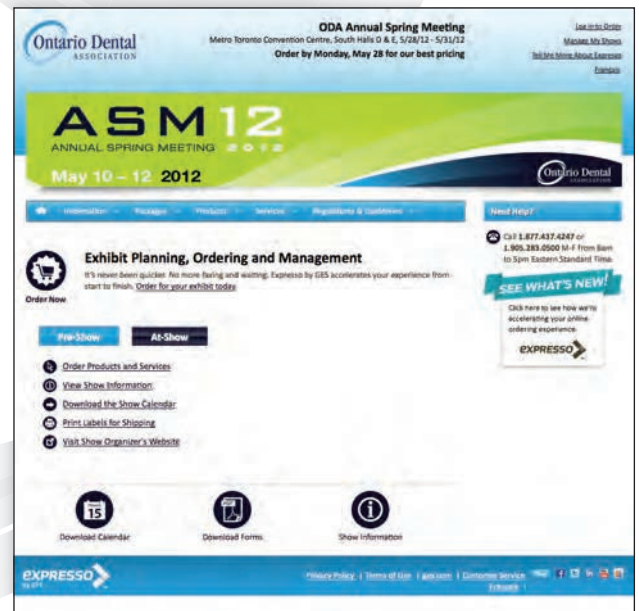 Ontario Dental
ASSOCIATION
ODA Annual Spring Meeting
Metro Toronto Convention Centre, South Halls D & E, 5/28/12 - 5/31/12
Order by Monday, May 28 for our best pricing
Log in to Order
Manage My Shows
Tell Me More About Expresso
Français
ASM12
ANNUAL SPRING MEETING 2012
May 10 – 12 2012
Ontario Dental
ASSOCIATION
Information
Packages
Products
Services
Regulations & Guidelines
Need Help?
Call 1.877.437.4247 or
1.905.283.0500 M-F from 8am
to 5pm Eastern Standard Time.
SEE WHAT'S NEW!
Click here to see how we're
accelerating your online
ordering experience.
expresso
Order Now
Exhibit Planning, Ordering and Management
It's never been quicker. No more faxing and waiting. Expresso by GES accelerates your experience from
start to finish. Order for your exhibit today
Pre-Show
At-Show
Order Products and Services
View Show Information
Download the Show Calendar
Print Labels for Shipping
Visit Show Organizer's Website
15
Download Calendar
Download Forms
Show Information
expresso
by GES
Privacy Policy | Terms of Use | ges.com | Customer Service